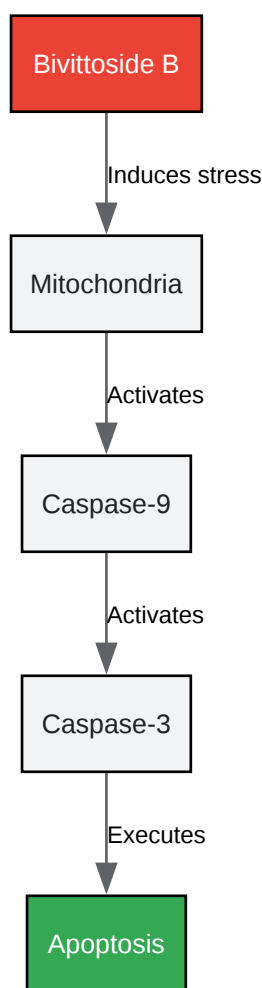 Bivittoside B
Induces stress
Mitochondria
Activates
Caspase-9
Activates
Caspase-3
Executes
Apoptosis